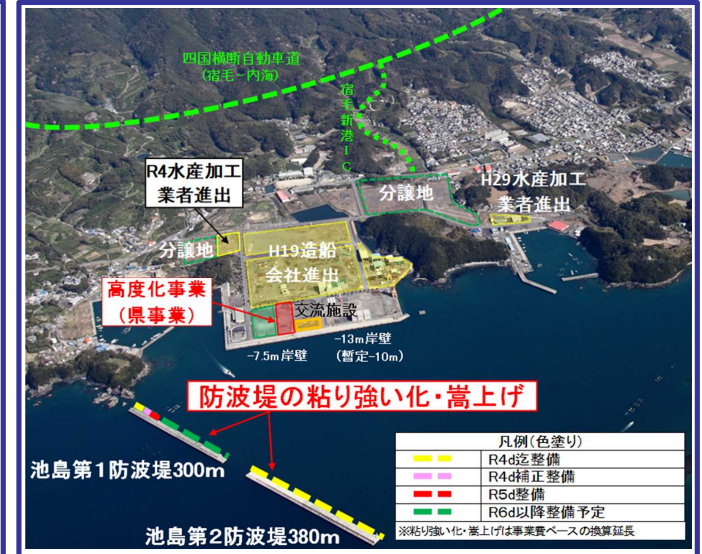 四国横断自動車道
(宿毛ー内海)
宿毛新港IC
R4水産加工
業者進出
分譲地
H29水産加工
業者進出
分譲地
H19造船
会社進出
高度化事業
(県事業)
交流施設
-7.5m岸壁
-13m岸壁
(暫定-10m)
防波堤の粘り強い化・嵩上げ
池島第1防波堤300m
池島第2防波堤380m
凡例(色塗り)
R4d迄整備
R4d補正整備
R5d整備
R6d以降整備予定
※粘り強い化・嵩上げは事業費ベースの換算延長